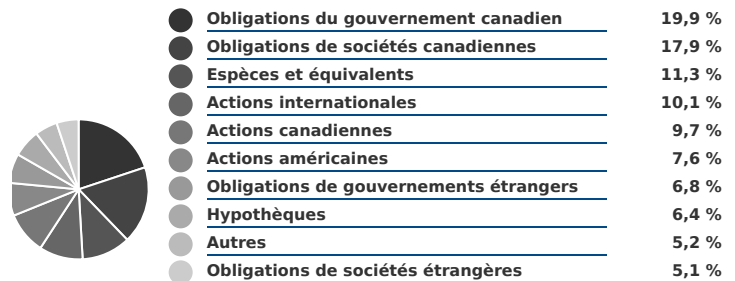 Obligations du gouvernement canadien 19,9 %
Obligations de sociétés canadiennes 17,9 %
Espèces et équivalents 11,3 %
Actions internationales 10,1 %
Actions canadiennes 9,7 %
Actions américaines 7,6 %
Obligations de gouvernements étrangers 6,8 %
Hypothèques 6,4 %
Autres 5,2 %
Obligations de sociétés étrangères 5,1 %